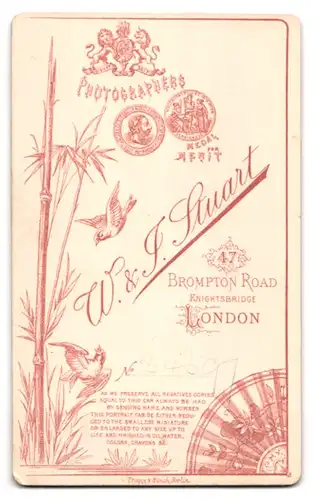 PHOTOGRAPHERS
MEDAL
FOR
MERIT
W. & J. Stuart
47
BROMPTON ROAD
KNIGHTSBRIDGE
LONDON
No
AS WE PRESERVE ALL NEGATIVES COPIES
EQUAL TO THIS CAN ALWAYS BE HAD
BY SENDING NAME AND NUMBER
THIS PORTRAIT CAN BE EITHER REDU-
CED TO THE SMALLEST MINIATURE
OR ENLARGED TO ANY SIZE UP TO
LIFE AND FINISHED IN OIL, WATER,
COLORS, CRAYONS &c.
Berlin